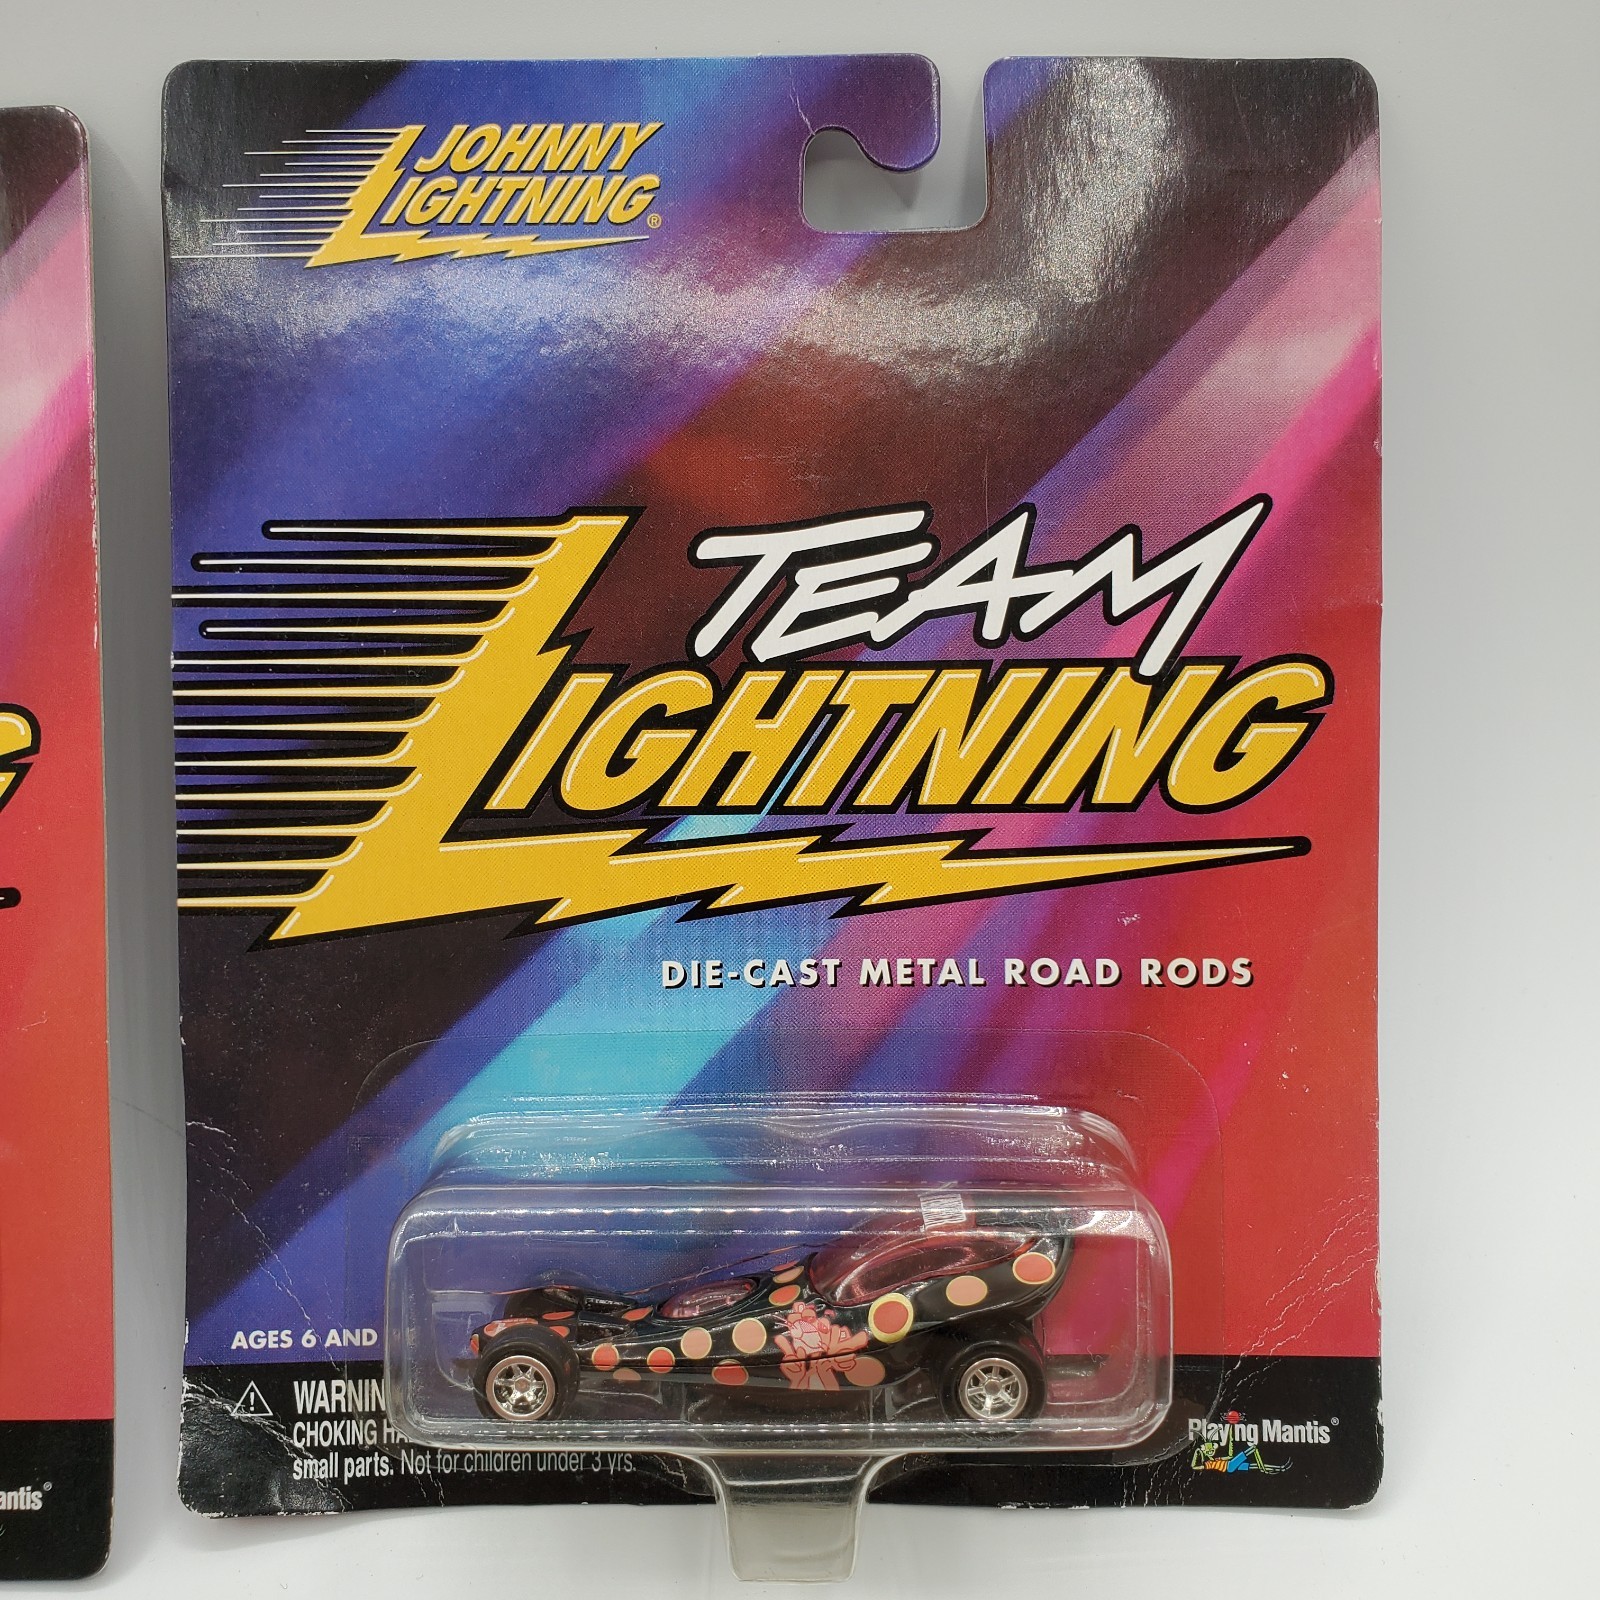 JOHNNY
LIGHTNING®
TEAM
LIGHTNING
DIE-CAST METAL ROAD RODS
AGES 6 AND
WARNIN
CHOKING HA
small parts. Not for children under 3 yrs.
Playing Mantis®
antis®